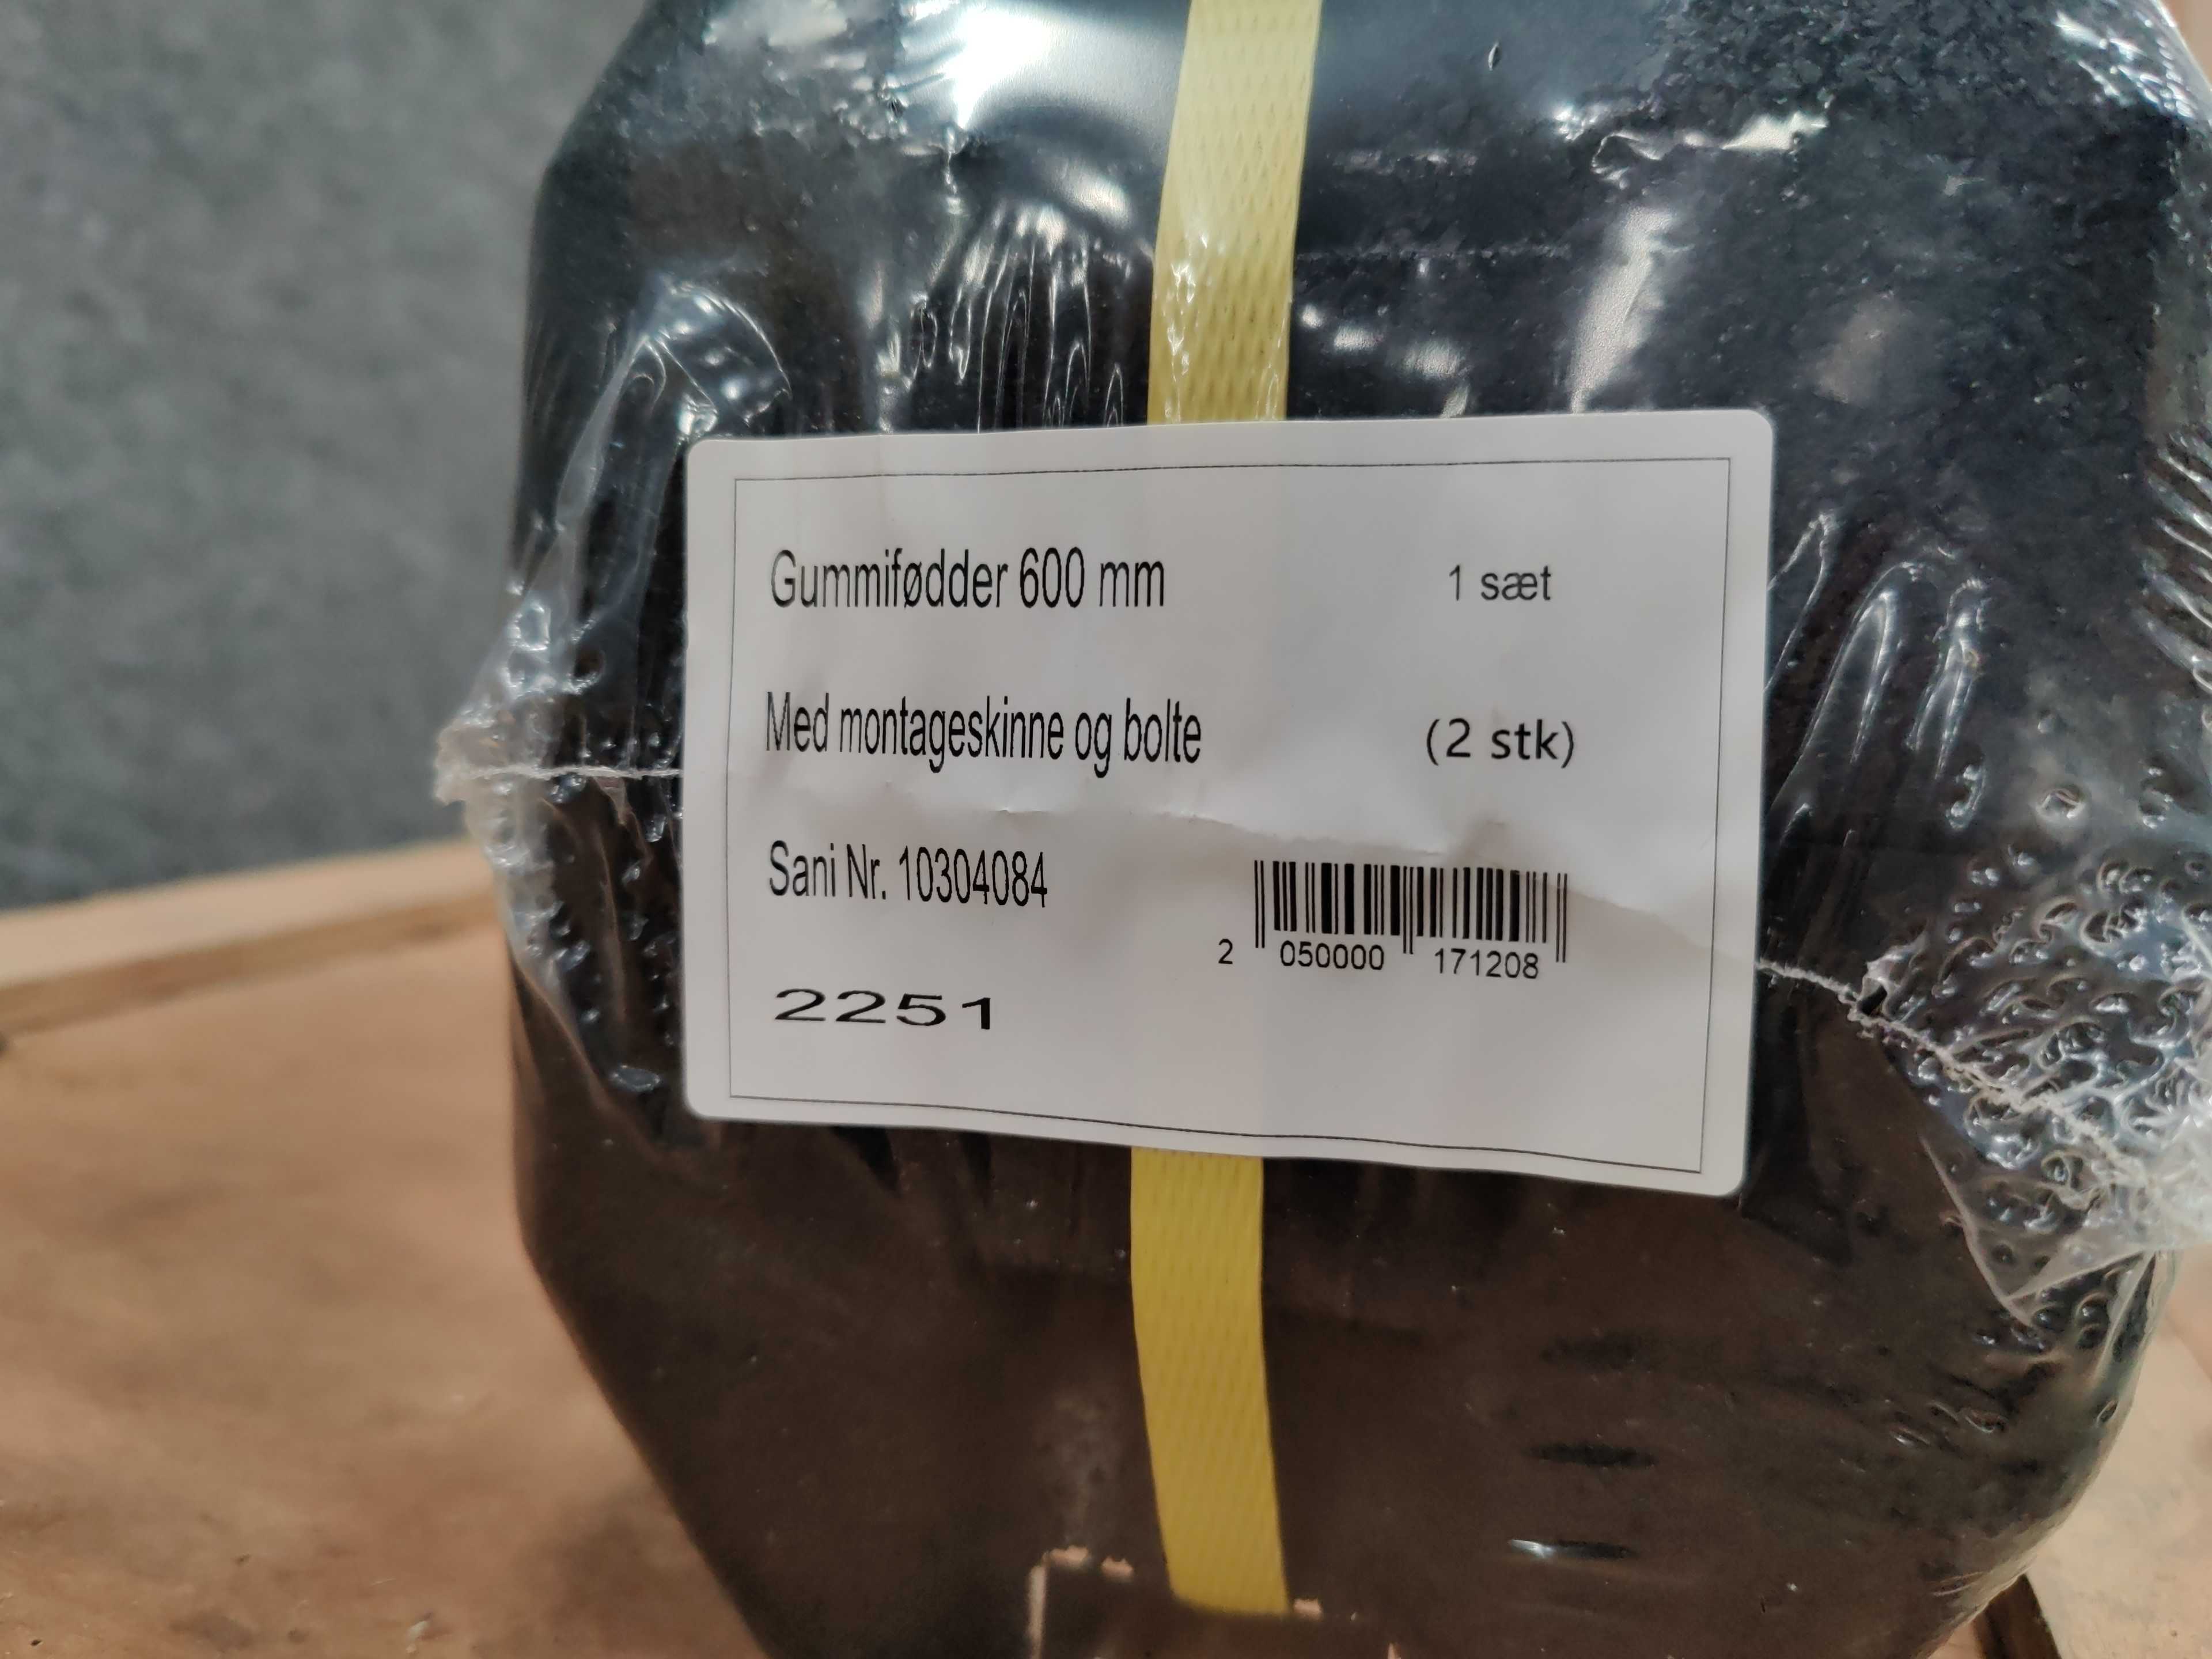 Gummifødder 600 mm 1 sæt
Med montageskinne og bolte (2 stk)
Sani Nr. 10304084
2 050000 171208
2251